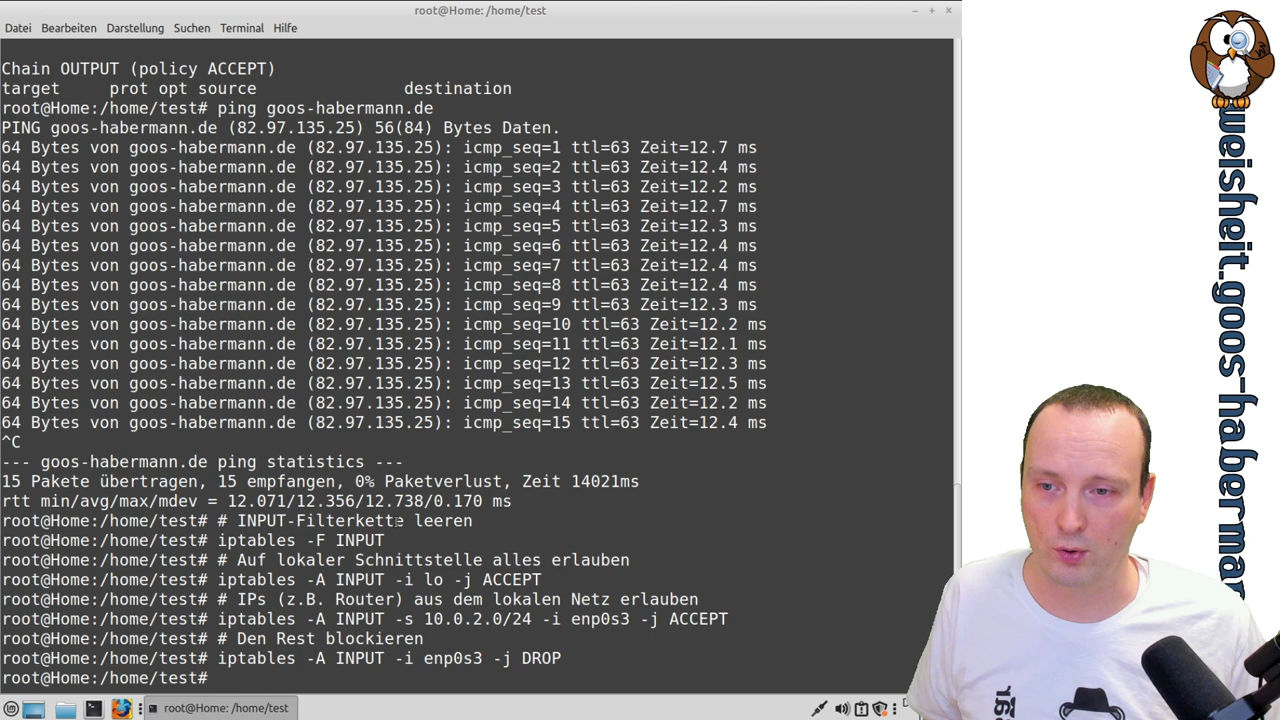 root@Home: /home/test
Datei Bearbeiten Darstellung Suchen Terminal Hilfe
Chain OUTPUT (policy ACCEPT)
target     prot opt source               destination
root@Home:/home/test# ping goos-habermann.de
PING goos-habermann.de (82.97.135.25) 56(84) Bytes Daten.
64 Bytes von goos-habermann.de (82.97.135.25): icmp_seq=1 ttl=63 Zeit=12.7 ms
64 Bytes von goos-habermann.de (82.97.135.25): icmp_seq=2 ttl=63 Zeit=12.4 ms
64 Bytes von goos-habermann.de (82.97.135.25): icmp_seq=3 ttl=63 Zeit=12.2 ms
64 Bytes von goos-habermann.de (82.97.135.25): icmp_seq=4 ttl=63 Zeit=12.7 ms
64 Bytes von goos-habermann.de (82.97.135.25): icmp_seq=5 ttl=63 Zeit=12.3 ms
64 Bytes von goos-habermann.de (82.97.135.25): icmp_seq=6 ttl=63 Zeit=12.4 ms
64 Bytes von goos-habermann.de (82.97.135.25): icmp_seq=7 ttl=63 Zeit=12.4 ms
64 Bytes von goos-habermann.de (82.97.135.25): icmp_seq=8 ttl=63 Zeit=12.4 ms
64 Bytes von goos-habermann.de (82.97.135.25): icmp_seq=9 ttl=63 Zeit=12.3 ms
64 Bytes von goos-habermann.de (82.97.135.25): icmp_seq=10 ttl=63 Zeit=12.2 ms
64 Bytes von goos-habermann.de (82.97.135.25): icmp_seq=11 ttl=63 Zeit=12.1 ms
64 Bytes von goos-habermann.de (82.97.135.25): icmp_seq=12 ttl=63 Zeit=12.3 ms
64 Bytes von goos-habermann.de (82.97.135.25): icmp_seq=13 ttl=63 Zeit=12.5 ms
64 Bytes von goos-habermann.de (82.97.135.25): icmp_seq=14 ttl=63 Zeit=12.2 ms
64 Bytes von goos-habermann.de (82.97.135.25): icmp_seq=15 ttl=63 Zeit=12.4 ms
^C
--- goos-habermann.de ping statistics ---
15 Pakete übertragen, 15 empfangen, 0% Paketverlust, Zeit 14021ms
rtt min/avg/max/mdev = 12.071/12.356/12.738/0.170 ms
root@Home:/home/test# # INPUT-Filterkette leeren
root@Home:/home/test# iptables -F INPUT
root@Home:/home/test# # Auf lokaler Schnittstelle alles erlauben
root@Home:/home/test# iptables -A INPUT -i lo -j ACCEPT
root@Home:/home/test# # IPs (z.B. Router) aus dem lokalen Netz erlauben
root@Home:/home/test# iptables -A INPUT -s 10.0.2.0/24 -i enp0s3 -j ACCEPT
root@Home:/home/test# # Den Rest blockieren
root@Home:/home/test# iptables -A INPUT -i enp0s3 -j DROP
root@Home:/home/test#
root@Home: /home/test
weisheit.goos-haberman